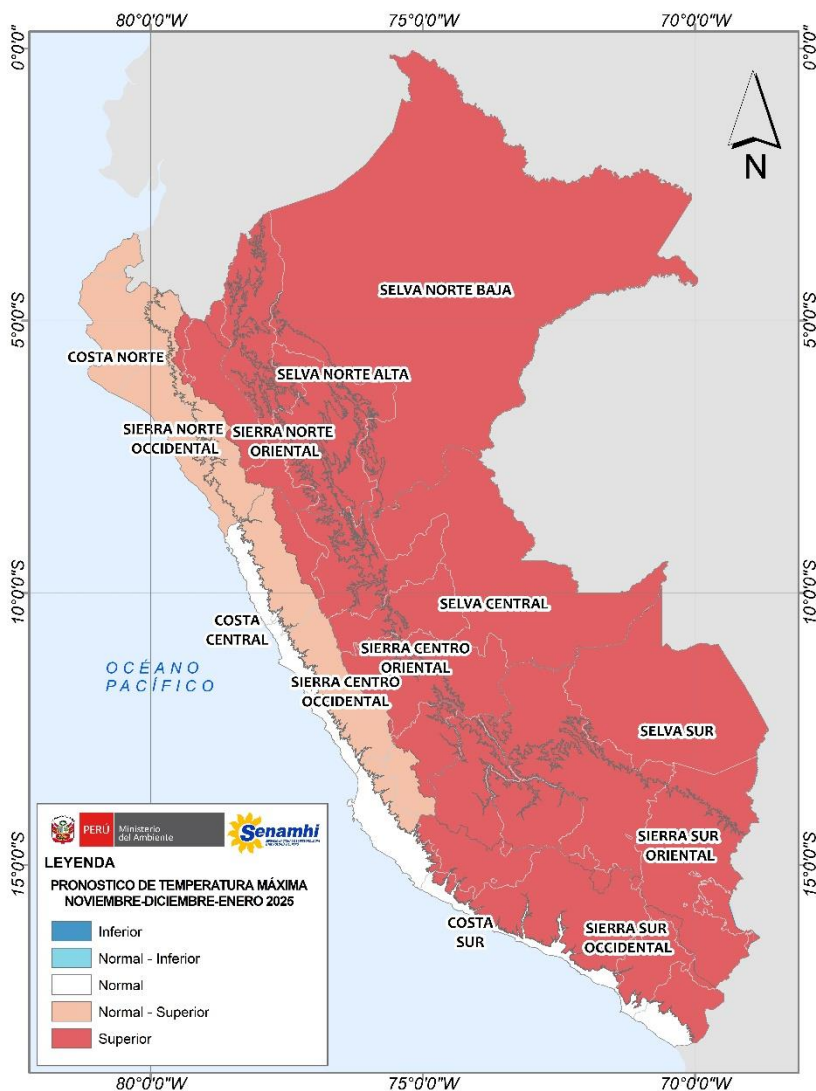 80°0'0"W 75°0'0"W 70°0'0"W
0°0'0" 0°0'0"
N
SELVA NORTE BAJA
5°0'0"S 5°0'0"S
COSTA NORTE
SELVA NORTE ALTA
SIERRA NORTE
OCCIDENTAL
SIERRA NORTE
ORIENTAL
10°0'0"S 10°0'0"S
SELVA CENTRAL
COSTA
CENTRAL
SIERRA CENTRO
ORIENTAL
OCÉANO
PACÍFICO
SIERRA CENTRO
OCCIDENTAL
SELVA SUR
SIERRA SUR
ORIENTAL
15°0'0"S 15°0'0"S
COSTA
SUR
SIERRA SUR
OCCIDENTAL
PERÚ Ministerio
del Ambiente
Senamhi
LEYENDA
PRONOSTICO DE TEMPERATURA MÁXIMA
NOVIEMBRE-DICIEMBRE-ENERO 2025
Inferior
Normal - Inferior
Normal
Normal - Superior
Superior
80°0'0"W 75°0'0"W 70°0'0"W